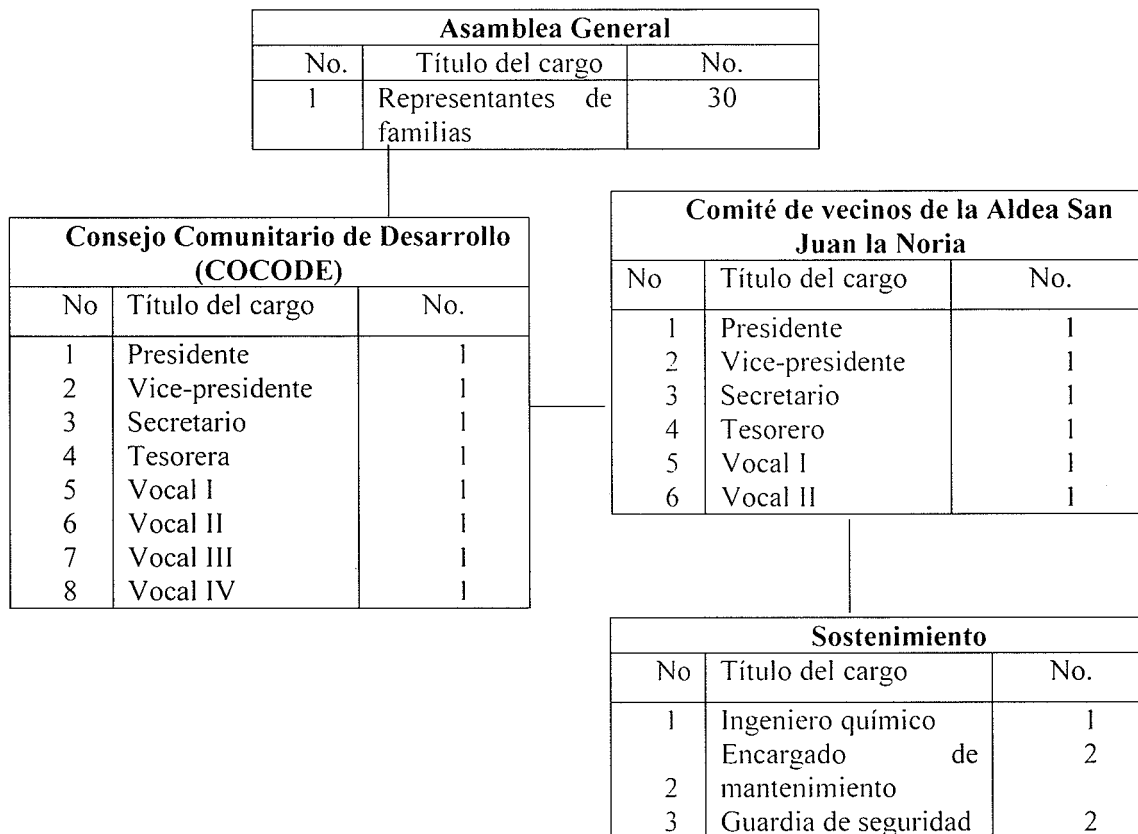 Asamblea General
No. Título del cargo No.
1 Representantes de 30
familias
Consejo Comunitario de Desarrollo
(COCODE)
No Título del cargo No.
1 Presidente 1
2 Vice-presidente 1
3 Secretario 1
4 Tesorera 1
5 Vocal I 1
6 Vocal II 1
7 Vocal III 1
8 Vocal IV 1
Comité de vecinos de la Aldea San
Juan la Noria
No Título del cargo No.
1 Presidente 1
2 Vice-presidente 1
3 Secretario 1
4 Tesorero 1
5 Vocal I 1
6 Vocal II 1
Sostenimiento
No Título del cargo No.
1 Ingeniero químico 1
Encargado de 2
2 mantenimiento
3 Guardia de seguridad 2